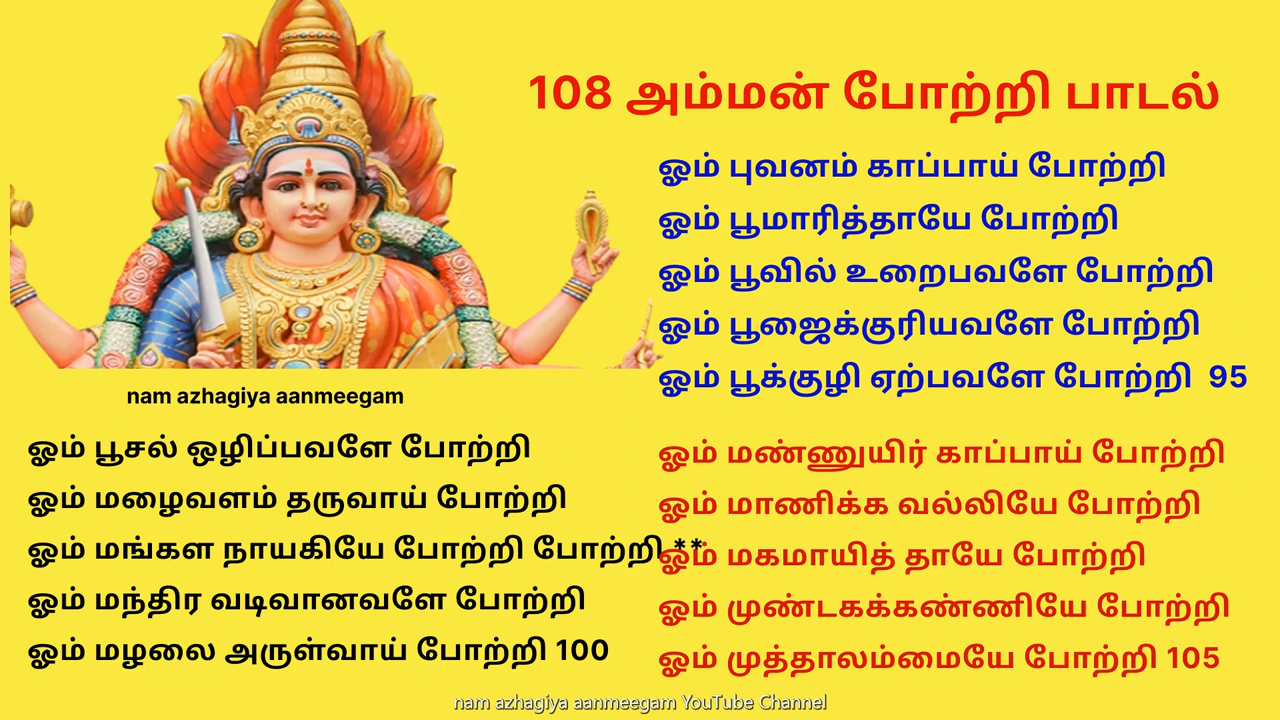 108 அம்மன் போற்றி பாடல்
ஓம் புவனம் காப்பாய் போற்றி
ஓம் பூமாரித்தாயே போற்றி
ஓம் பூவில் உறைபவளே போற்றி
ஓம் பூஜைக்குரியவளே போற்றி
ஓம் பூக்குழி ஏற்பவளே போற்றி 95
nam azhagiya aanmeegam
ஓம் பூசல் ஒழிப்பவளே போற்றி
ஓம் மழைவளம் தருவாய் போற்றி
ஓம் மங்கள நாயகியே போற்றி போற்றி **
ஓம் மந்திர வடிவானவளே போற்றி
ஓம் மழலை அருள்வாய் போற்றி 100
ஓம் மண்ணுயிர் காப்பாய் போற்றி
ஓம் மாணிக்க வல்லியே போற்றி
ஓம் மகமாயித் தாயே போற்றி
ஓம் முண்டகக்கண்ணியே போற்றி
ஓம் முத்தாலம்மையே போற்றி 105
nam azhagiya aanmeegam YouTube Channel